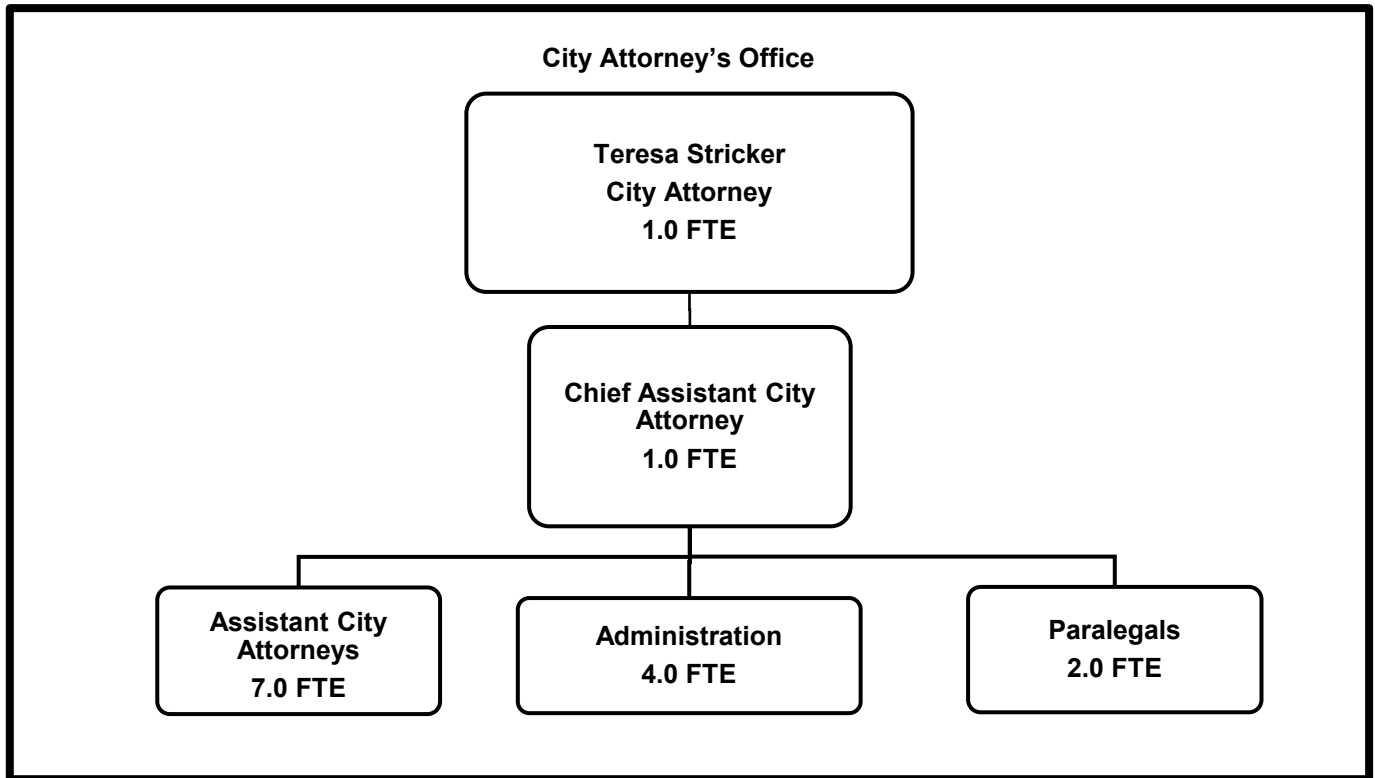 City Attorney’s Office
Teresa Stricker
City Attorney
1.0 FTE
Chief Assistant City
Attorney
1.0 FTE
Assistant City
Attorneys
7.0 FTE
Administration
4.0 FTE
Paralegals
2.0 FTE